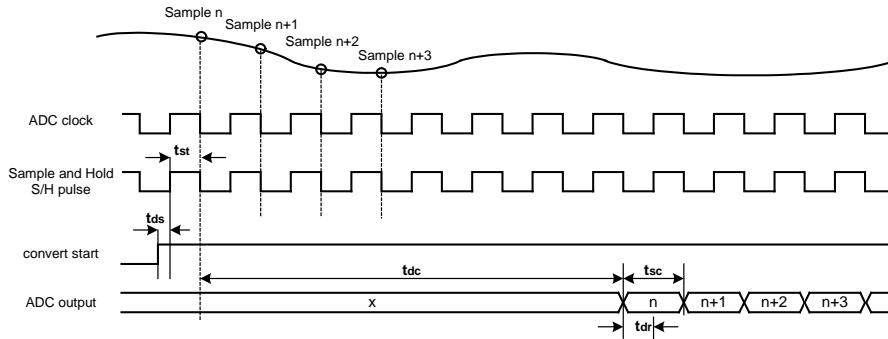 Sample n
Sample n+1
Sample n+2
Sample n+3
ADC clock
tst
Sample and Hold
S/H pulse
tds
convert start
tdc
tsc
ADC output
x
n
n+1
n+2
n+3
tdr